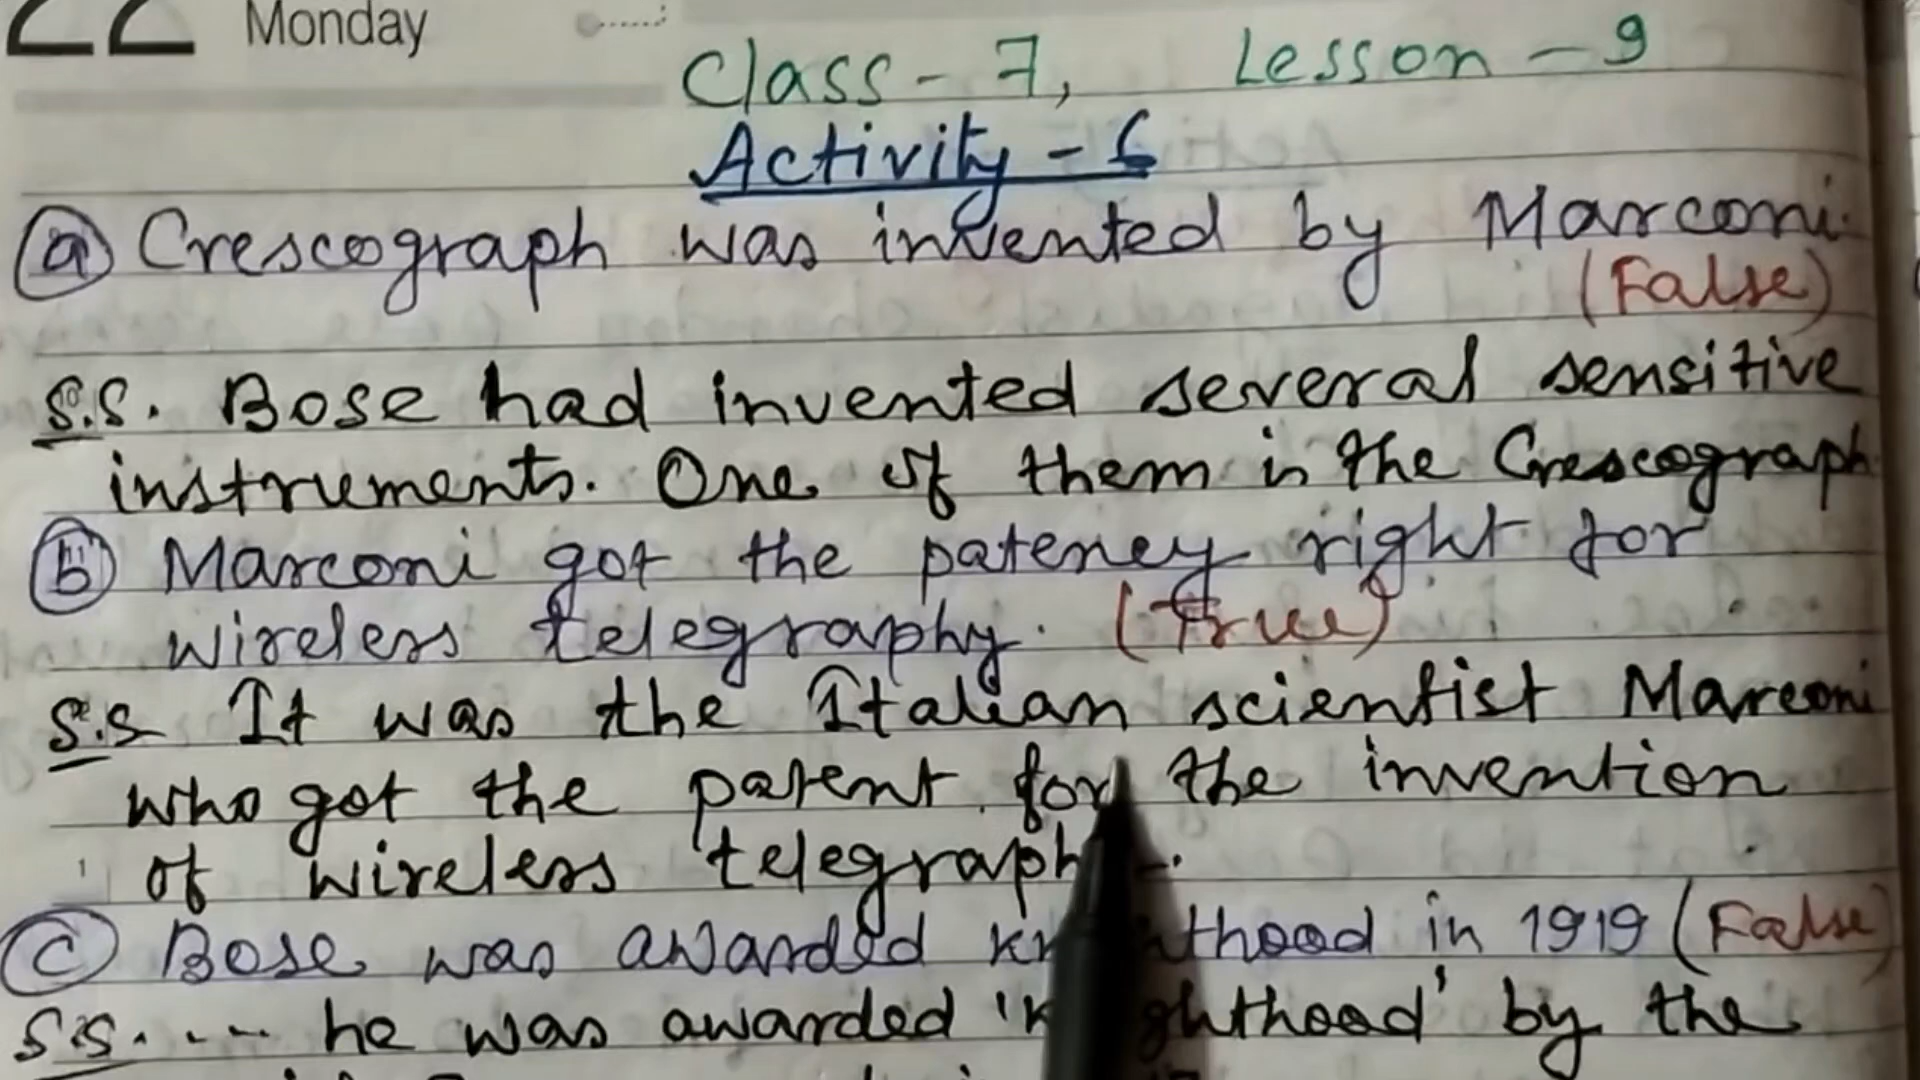 22 Monday
Class - 7, Lesson - 9
Activity - 6
(a) Crescograph was invented by Marconi.
(False)
S.S. Bose had invented several sensitive
instruments. One of them is the Crescograph
(b) Marconi got the pateney right for
wireless telegraphy. (True)
S.S It was the Italian scientist Marconi
who got the patent for the invention
of wireless telegraph
(c) Bose was awarded in 1919 (False)
S.S. ... he was awarded by the